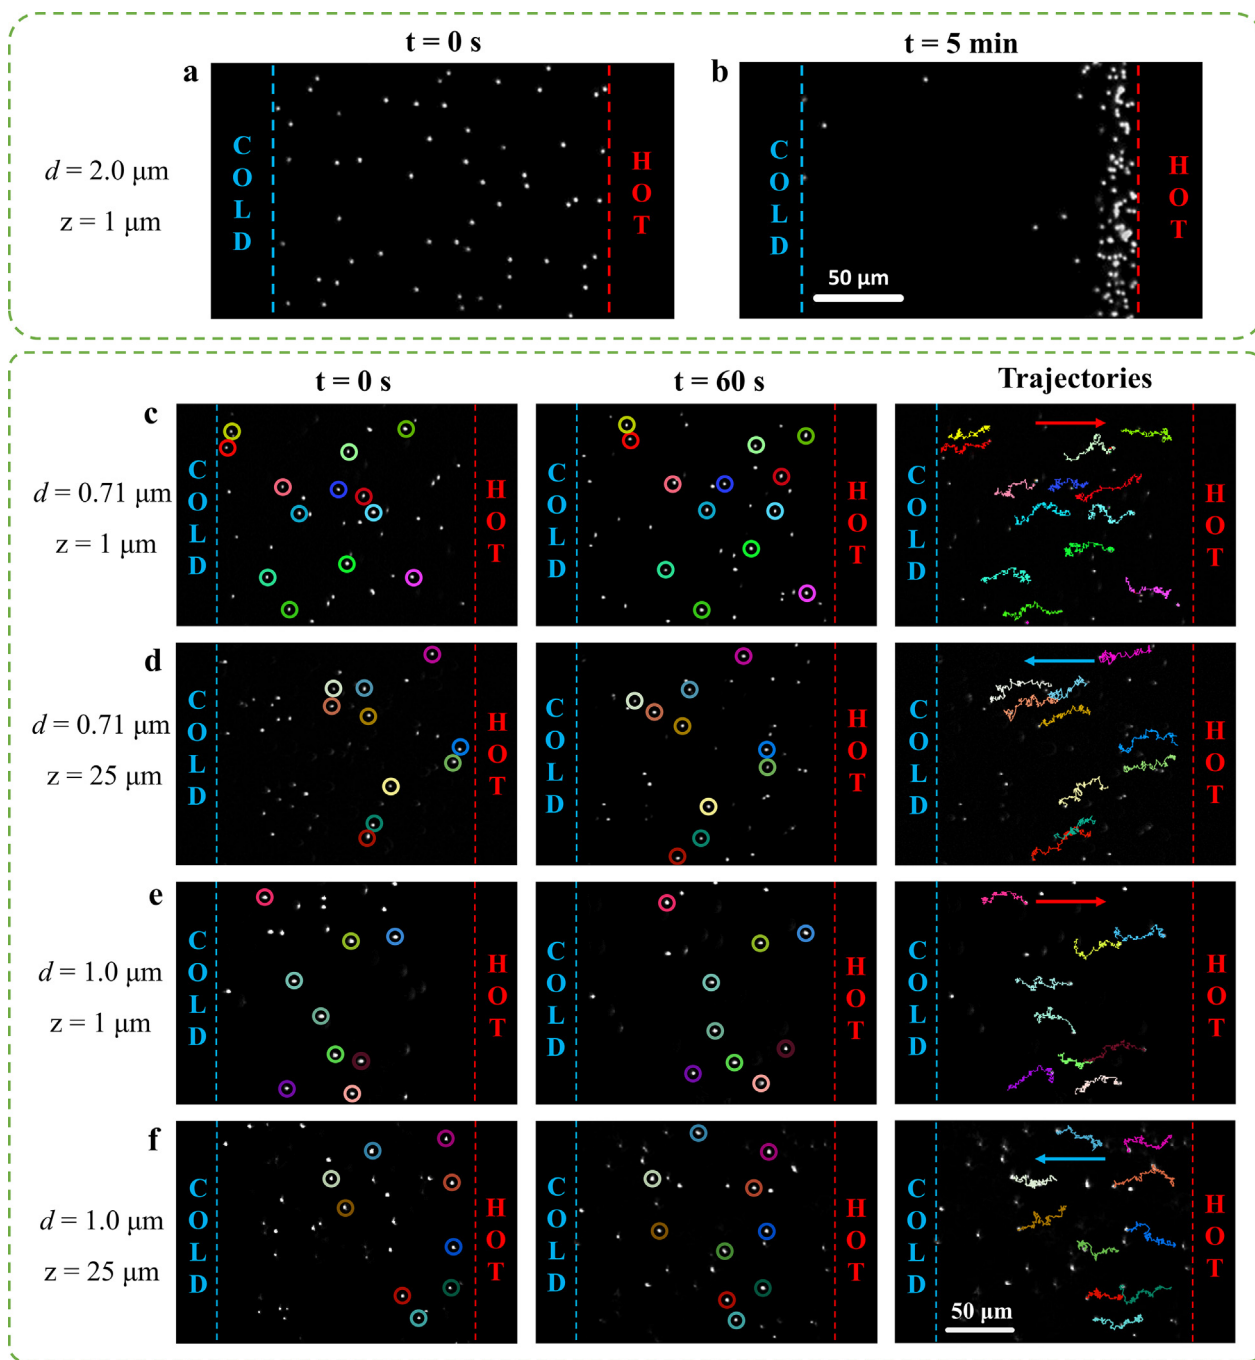 t = 0 s
t = 5 min
a
b
d = 2.0 μm
z = 1 μm
COLD
HOT
COLD
HOT
50 μm
t = 0 s
t = 60 s
Trajectories
c
d = 0.71 μm
z = 1 μm
COLD
HOT
COLD
HOT
COLD
HOT
d
d = 0.71 μm
z = 25 μm
COLD
HOT
COLD
HOT
COLD
HOT
e
d = 1.0 μm
z = 1 μm
COLD
HOT
COLD
HOT
COLD
HOT
f
d = 1.0 μm
z = 25 μm
COLD
HOT
COLD
HOT
COLD
HOT
50 μm